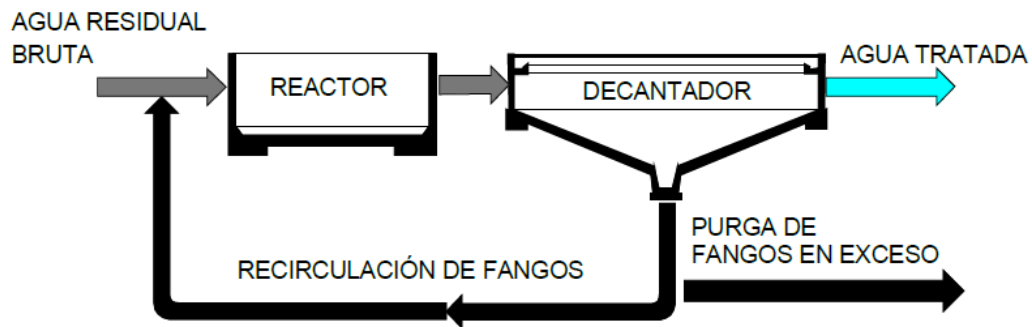 AGUA RESIDUAL
BRUTA
REACTOR
DECANTADOR
AGUA TRATADA
PURGA DE
FANGOS EN EXCESO
RECIRCULACIÓN DE FANGOS